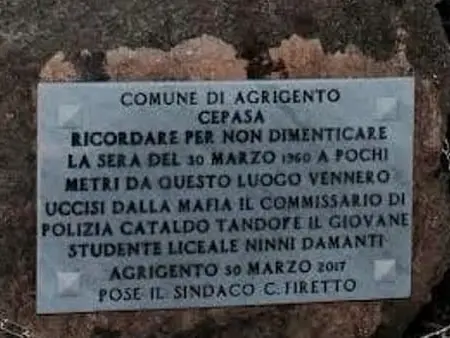 COMUNE DI AGRIGENTO
CEPASA
RICORDARE PER NON DIMENTICARE
LA SERA DEL 30 MARZO 1960 A POCHI
METRI DA QUESTO LUOGO VENNERO
UCCISI DALLA MAFIA IL COMMISSARIO DI
POLIZIA CATALDO TANDOFE IL GIOVANE
STUDENTE LICEALE NINNI DAMANTI
AGRIGENTO 30 MARZO 2017
POSE IL SINDACO C. FIRETTO